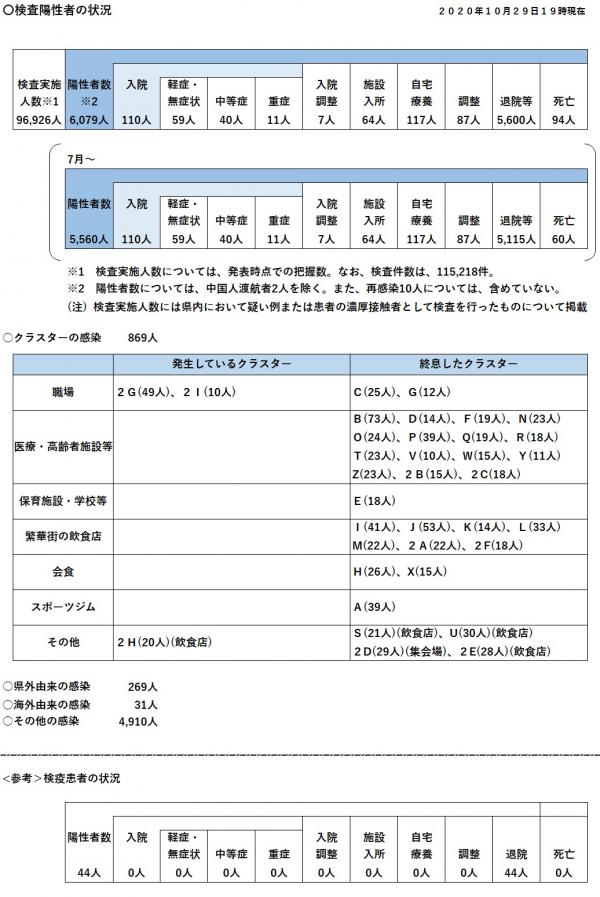 〇検査陽性者の状況
２０２０年１０月２９日１９時現在
検査実施 陽性者数 入院 軽症・ 中等症 重症 入院 施設 自宅 調整 退院等 死亡
人数※1 ※2 無症状 調整 入所 療養
96,926人 6,079人 110人 59人 40人 11人 7人 64人 117人 87人 5,600人 94人
7月～
陽性者数 入院 軽症・ 中等症 重症 入院 施設 自宅 調整 退院等 死亡
無症状 調整 入所 療養
5,560人 110人 59人 40人 11人 7人 64人 117人 87人 5,115人 60人
※1 検査実施人数については、発表時点での把握数。なお、検査件数は、115,218件。
※2 陽性者数については、中国人渡航者2人を除く。また、再感染10人については、含めていない。
（注）検査実施人数には県内において疑い例または患者の濃厚接触者として検査を行ったものについて掲載
○クラスターの感染 869人
発生しているクラスター 終息したクラスター
職場 ２Ｇ(49人)、２Ｉ(10人) Ｃ(25人)、Ｇ(12人)
医療・高齢者施設等 Ｂ(73人)、Ｄ(14人)、Ｆ(19人)、Ｎ(23人)
Ｏ(24人)、Ｐ(39人)、Ｑ(19人)、Ｒ(18人)
Ｔ(23人)、Ｖ(10人)、Ｗ(15人)、Ｙ(11人)
Ｚ(23人)、２Ｂ(15人)、２Ｃ(18人)
保育施設・学校等 Ｅ(18人)
繁華街の飲食店 Ｉ(41人)、Ｊ(53人)、Ｋ(14人)、Ｌ(33人)
Ｍ(22人)、２Ａ(22人)、２Ｆ(18人)
会食 Ｈ(26人)、Ｘ(15人)
スポーツジム Ａ(39人)
その他 ２Ｈ(20人)(飲食店) Ｓ(21人)(飲食店)、Ｕ(30人)(飲食店)
２Ｄ(29人)(集会場)、２Ｅ(28人)(飲食店)
○県外由来の感染 269人
○海外由来の感染 31人
○その他の感染 4,910人
<参考＞検疫患者の状況
陽性者数 入院 軽症・ 中等症 重症 入院 施設 自宅 調整 退院 死亡
無症状 調整 入所 療養
44人 0人 0人 0人 0人 0人 0人 0人 0人 44人 0人